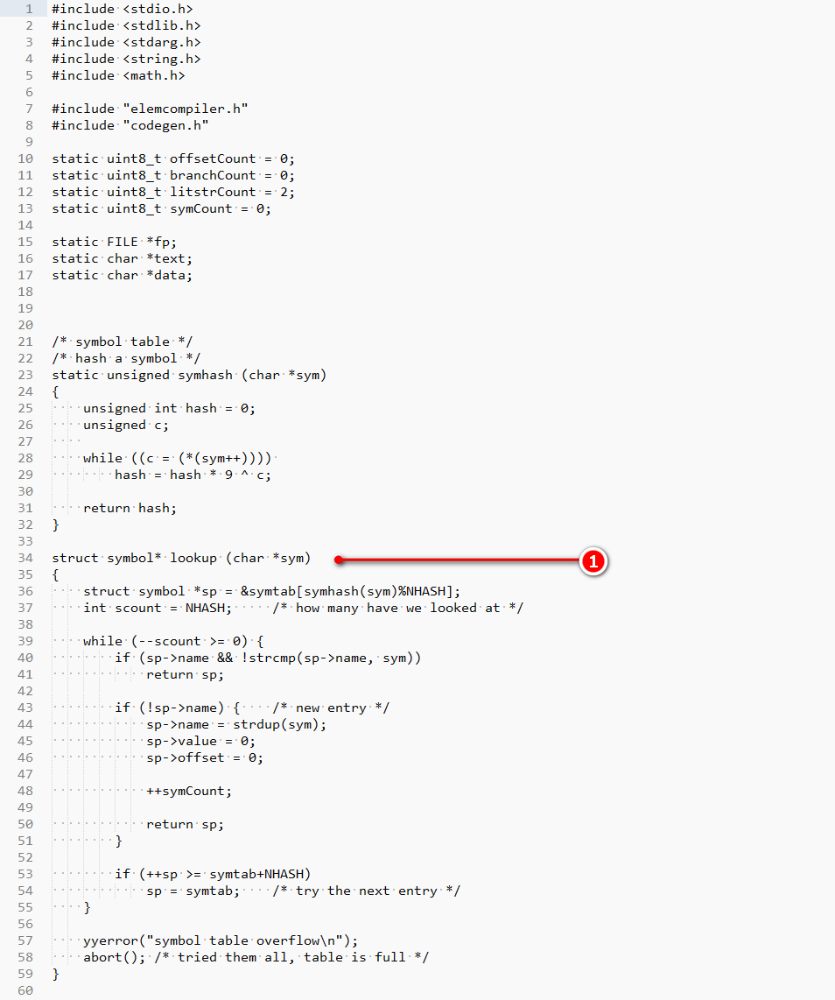 1 #include <stdio.h>
2 #include <stdlib.h>
3 #include <stdarg.h>
4 #include <string.h>
5 #include <math.h>
6
7 #include "elemcompiler.h"
8 #include "codegen.h"
9
10 static uint8_t offsetCount = 0;
11 static uint8_t branchCount = 0;
12 static uint8_t litstrCount = 2;
13 static uint8_t symCount = 0;
14
15 static FILE *fp;
16 static char *text;
17 static char *data;
18
19
20
21 /* symbol table */
22 /* hash a symbol */
23 static unsigned symhash (char *sym)
24 {
25     unsigned int hash = 0;
26     unsigned c;
27
28     while ((c = (*(sym++))))
29         hash = hash * 9 ^ c;
30
31     return hash;
32 }
33
34 struct symbol* lookup (char *sym) 1
35 {
36     struct symbol *sp = &symtab[symhash(sym)%NHASH];
37     int scount = NHASH;     /* how many have we looked at */
38
39     while (--scount >= 0) {
40         if (sp->name && !strcmp(sp->name, sym))
41             return sp;
42
43         if (!sp->name) {    /* new entry */
44             sp->name = strdup(sym);
45             sp->value = 0;
46             sp->offset = 0;
47
48             ++symCount;
49
50             return sp;
51         }
52
53         if (++sp >= symtab+NHASH)
54             sp = symtab;    /* try the next entry */
55     }
56
57     yyerror("symbol table overflow\n");
58     abort(); /* tried them all, table is full */
59 }
60